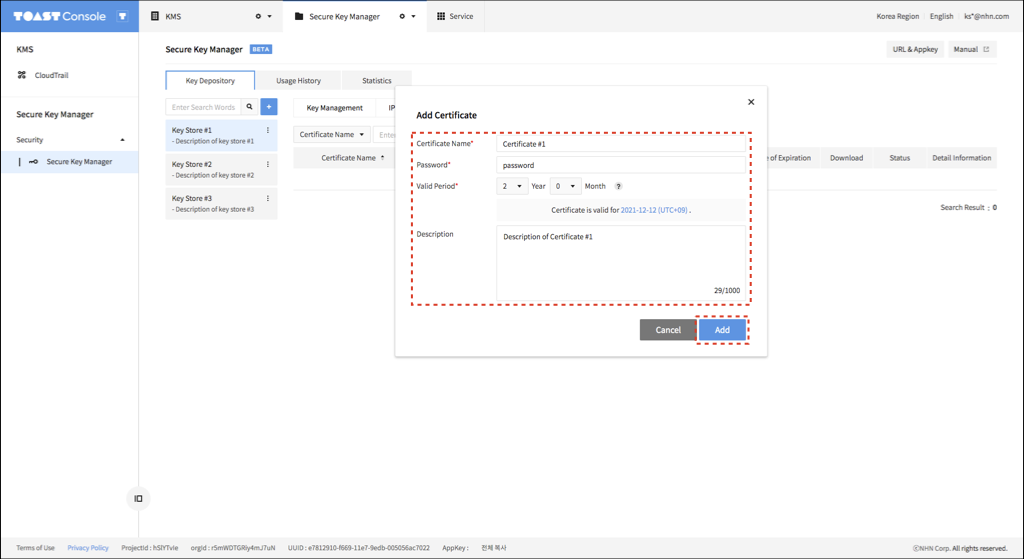 TOAST Console
KMS
Secure Key Manager
Service
Korea Region
English
ks*@nhn.com
KMS
CloudTrail
Secure Key Manager
Security
Secure Key Manager
Secure Key Manager BETA
URL & Appkey
Manual
Key Depository
Usage History
Statistics
Enter Search Words
+
Key Store #1
- Description of key store #1
Key Store #2
- Description of key store #2
Key Store #3
- Description of key store #3
Key Management
IP
Certificate Name
Enter
Certificate Name
e of Expiration
Download
Status
Detail Information
Search Result : 0
Add Certificate
Certificate Name* Certificate #1
Password* password
Valid Period* 2 Year 0 Month ?
Certificate is valid for 2021-12-12 (UTC+09) .
Description
Description of Certificate #1
29/1000
Cancel
Add
Terms of Use
Privacy Policy
ProjectId : hSlYTvIe
orgId : r5mWDTGRiy4mJ7uN
UUID : e7812910-f669-11e7-9edb-005056ac7022
AppKey :
전체 복사
ⓒNHN Corp. All rights reserved.